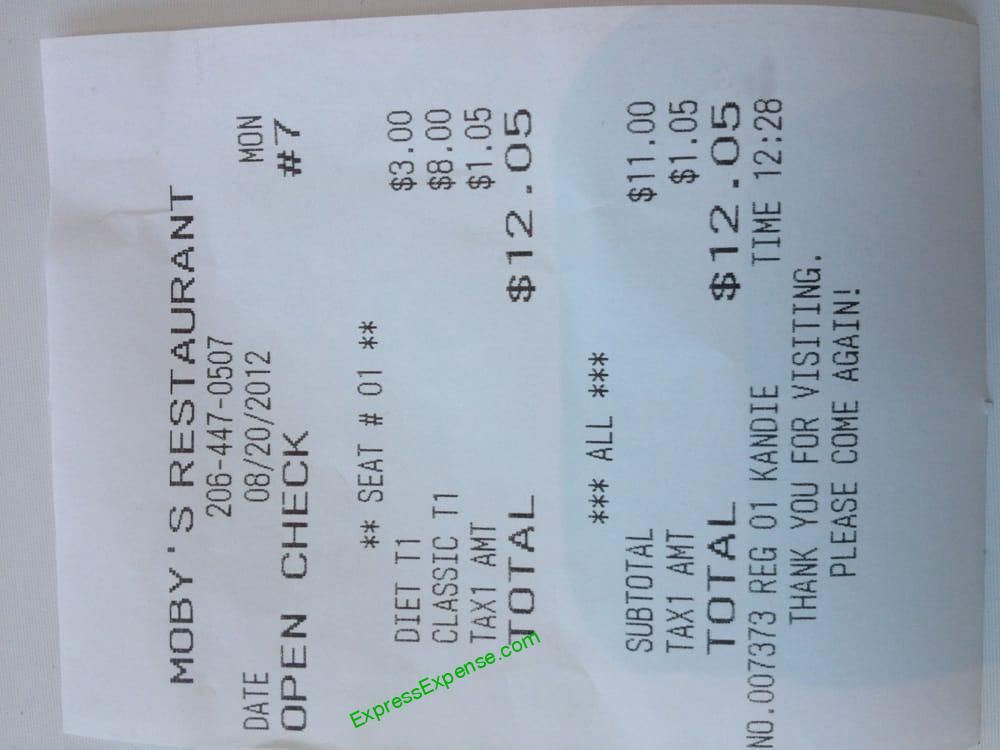 MOBY'S RESTAURANT
206-447-0507
DATE 08/20/2012 MON
OPEN CHECK #7
** SEAT # 01 **
DIET T1 $3.00
CLASSIC T1 $8.00
TAX1 AMT $1.05
TOTAL $12.05
*** ALL ***
SUBTOTAL $11.00
TAX1 AMT $1.05
TOTAL $12.05
NO.007373 REG 01 KANDIE TIME 12:28
THANK YOU FOR VISITING.
PLEASE COME AGAIN!
ExpressExpense.com